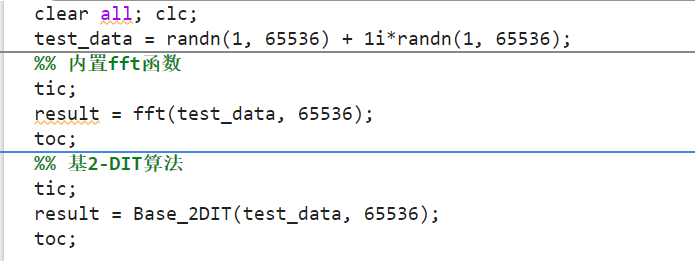 clear all; clc;
test_data = randn(1, 65536) + 1i*randn(1, 65536);
%% 内置fft函数
tic;
result = fft(test_data, 65536);
toc;
%% 基2-DIT算法
tic;
result = Base_2DIT(test_data, 65536);
toc;